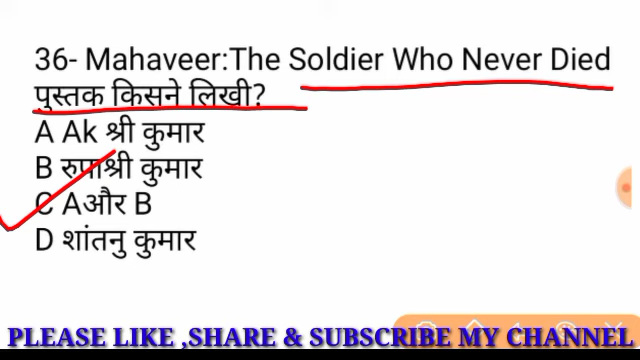 36- Mahaveer:The Soldier Who Never Died
पुस्तक किसने लिखी?
A Ak श्री कुमार
B रुपाश्री कुमार
C Aऔर B
D शांतनु कुमार
PLEASE LIKE ,SHARE & SUBSCRIBE MY CHANNEL